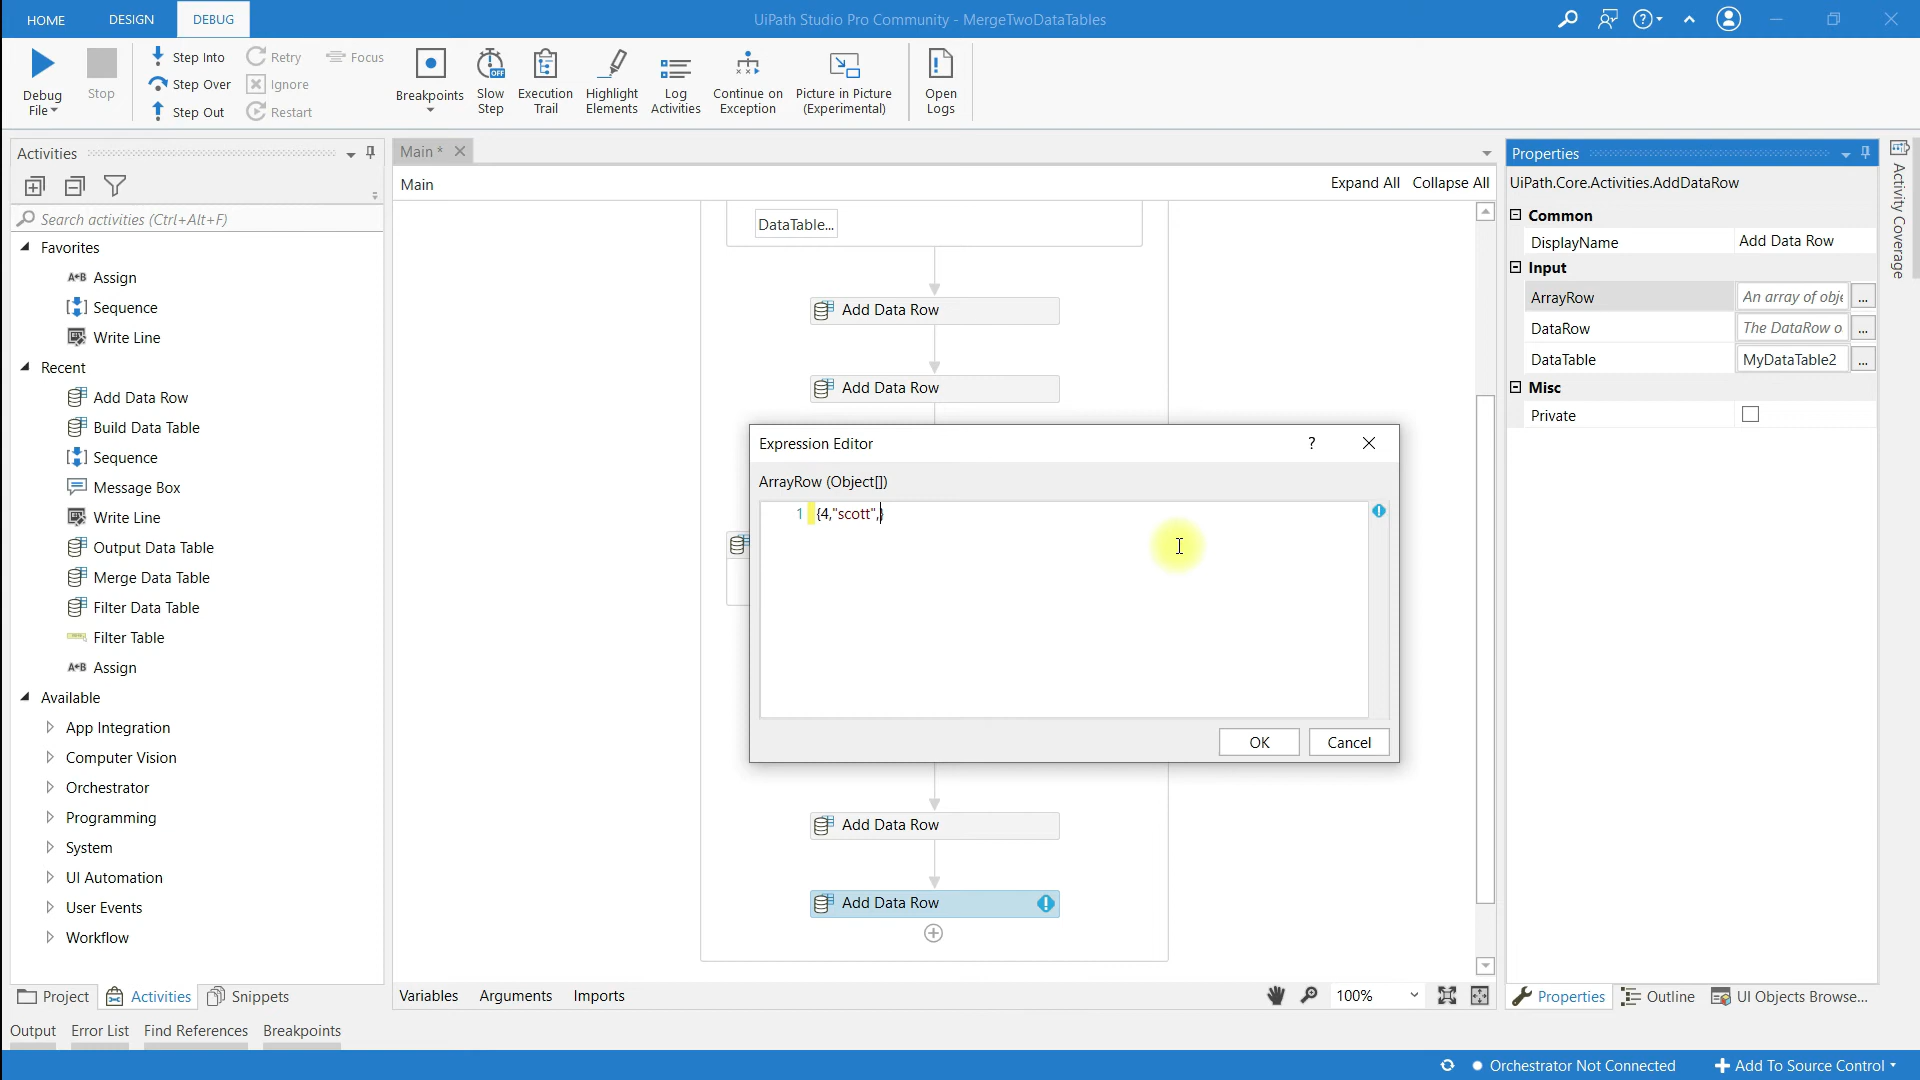 HOME DESIGN DEBUG
UiPath Studio Pro Community - MergeTwoDataTables
Debug
File
Stop
Step Into
Step Over
Step Out
Retry
Ignore
Restart
Focus
Breakpoints
Slow
Step
OFF
Execution
Trail
Highlight
Elements
Log
Activities
Continue on
Exception
Picture in Picture
(Experimental)
Open
Logs
Activities
Search activities (Ctrl+Alt+F)
Favorites
A+B Assign
Sequence
Write Line
Recent
Add Data Row
Build Data Table
Sequence
Message Box
Write Line
Output Data Table
Merge Data Table
Filter Data Table
Filter Table
A+B Assign
Available
App Integration
Computer Vision
Orchestrator
Programming
System
UI Automation
User Events
Workflow
Project Activities Snippets
Output Error List Find References Breakpoints
Main *
Main
Expand All Collapse All
DataTable...
Add Data Row
Add Data Row
Expression Editor
?
ArrayRow (Object[])
1 {4,"scott",}
OK Cancel
Add Data Row
Add Data Row
Variables Arguments Imports
100%
Properties
UiPath.Core.Activities.AddDataRow
Common
DisplayName Add Data Row
Input
ArrayRow An array of obje ...
DataRow The DataRow o ...
DataTable MyDataTable2 ...
Misc
Private
Properties Outline UI Objects Browse...
Activity Coverage
Orchestrator Not Connected Add To Source Control